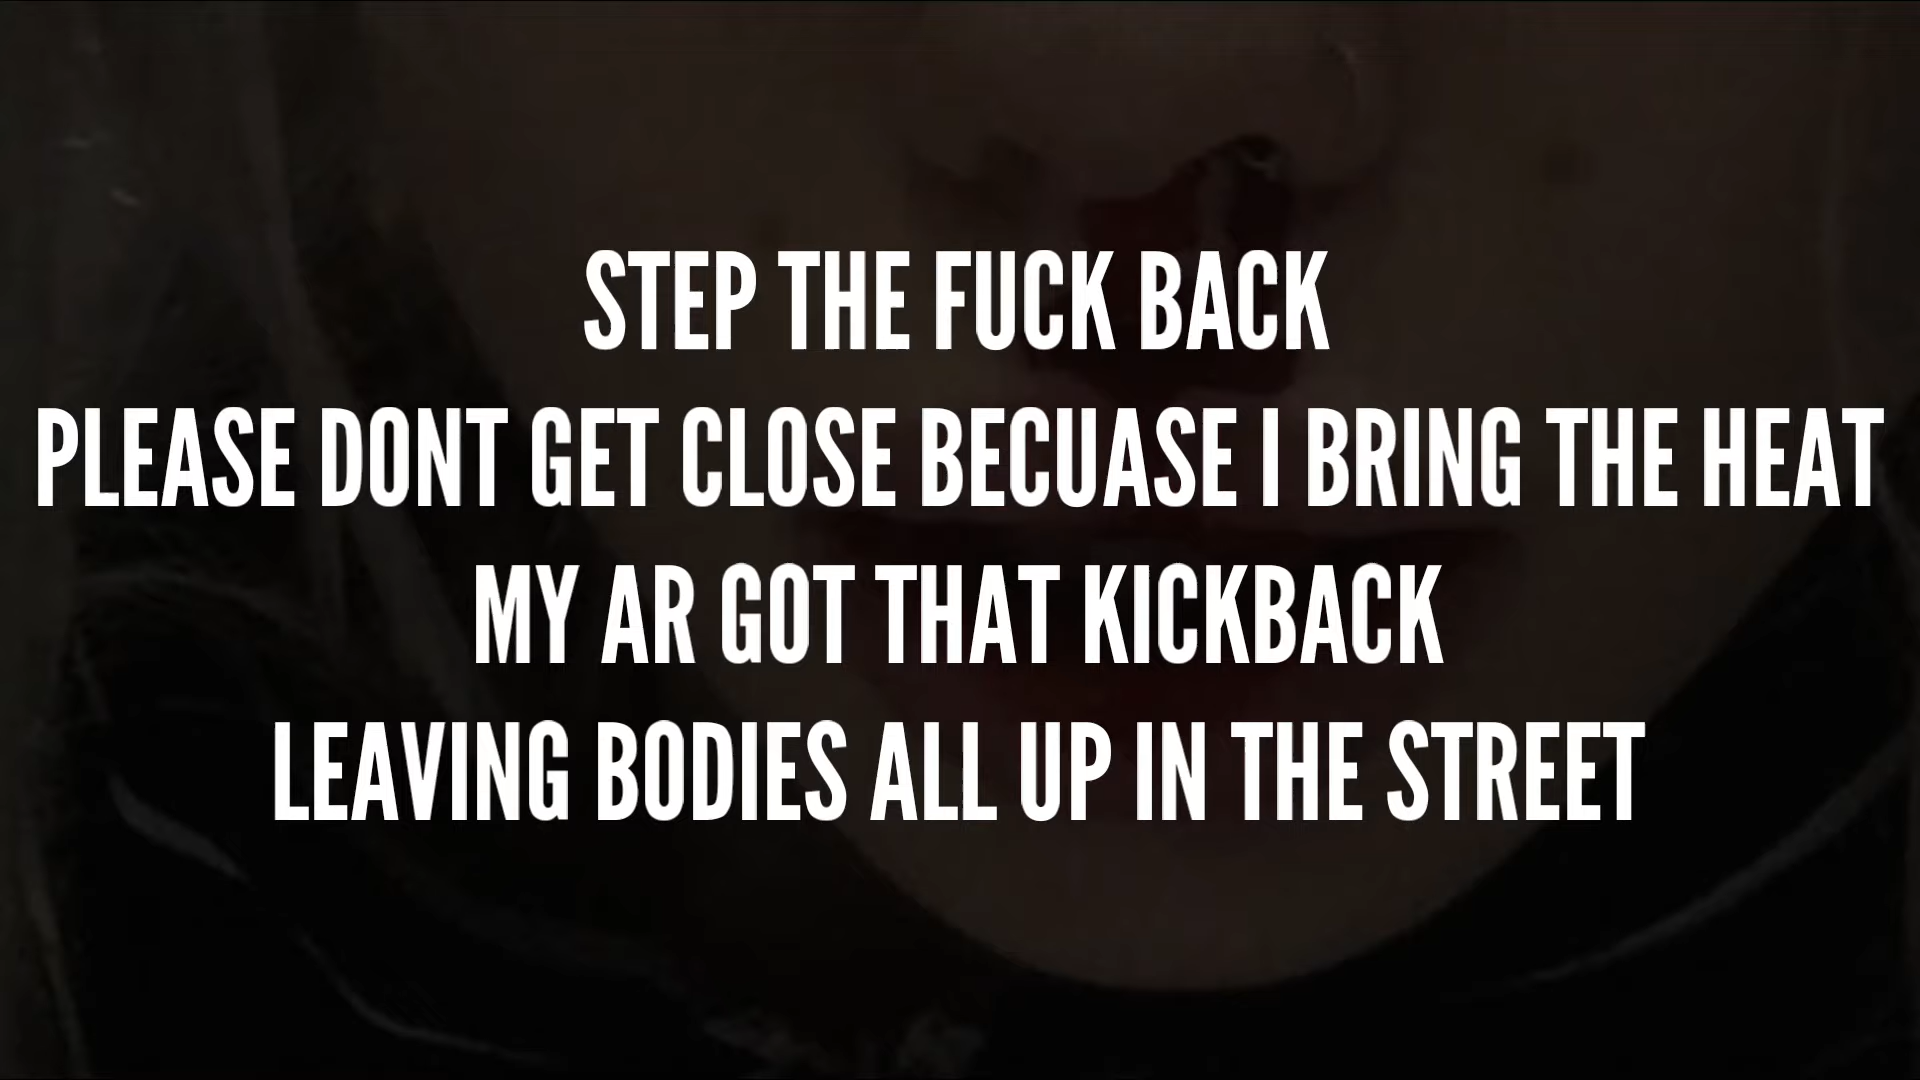 STEP THE FUCK BACK
PLEASE DONT GET CLOSE BECUASE I BRING THE HEAT
MY AR GOT THAT KICKBACK
LEAVING BODIES ALL UP IN THE STREET